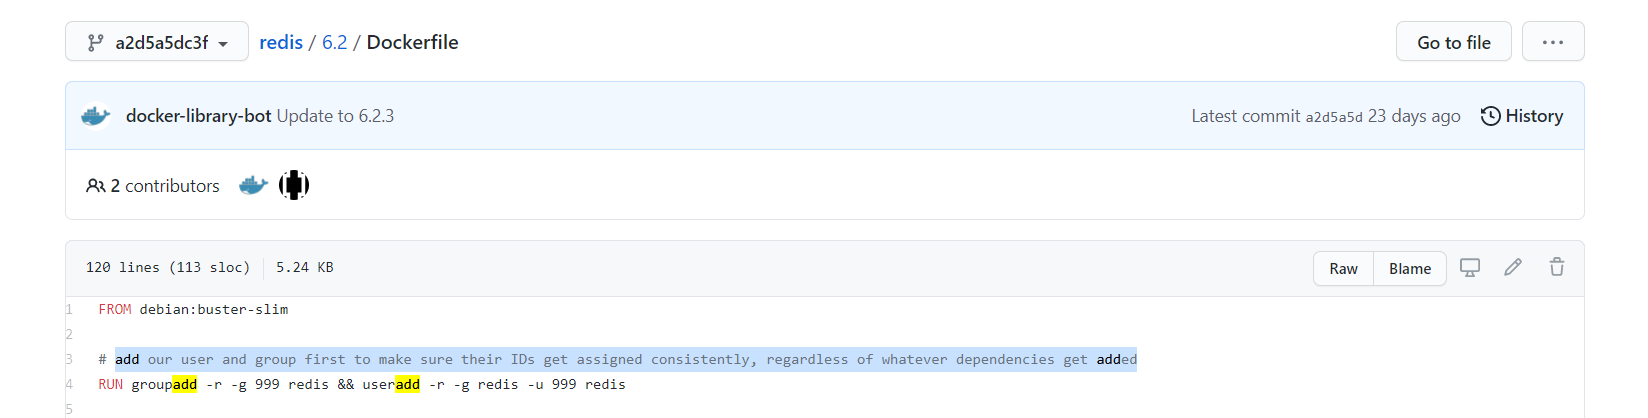 a2d5a5dc3f redis / 6.2 / Dockerfile Go to file ...
docker-library-bot Update to 6.2.3 Latest commit a2d5a5d 23 days ago History
2 contributors
120 lines (113 sloc) 5.24 KB Raw Blame
1 FROM debian:buster-slim
2
3 # add our user and group first to make sure their IDs get assigned consistently, regardless of whatever dependencies get added
4 RUN groupadd -r -g 999 redis && useradd -r -g redis -u 999 redis
5